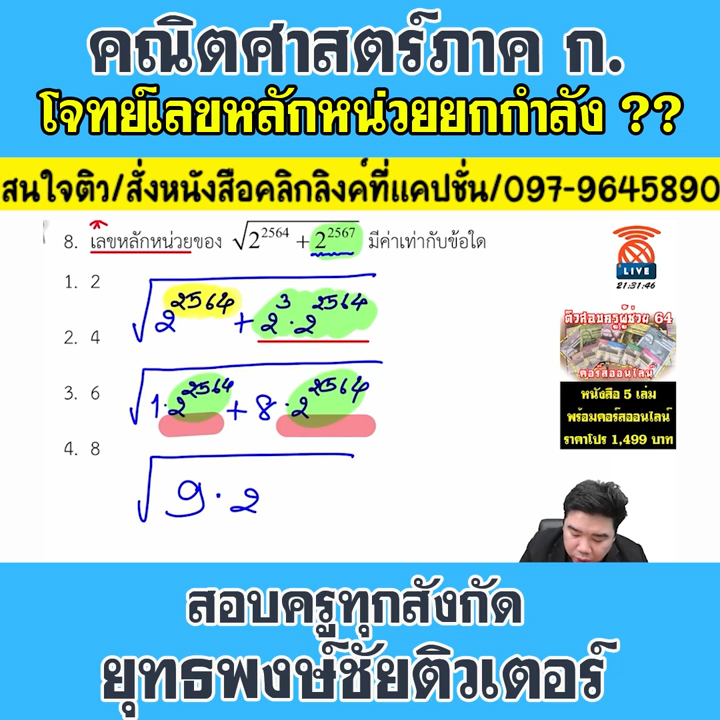 คณิตศาสตร์ภาค ก.
โจทย์เลขหลักหน่วยยกกำลัง ??
สนใจติว/สั่งหนังสือคลิกลิงค์ที่แคปชั่น/097-9645890
8. เลขหลักหน่วยของ √(2^2564 + 2^2567) มีค่าเท่ากับข้อใด
1. 2
√(2^2564 + 2^3 · 2^2564)
2. 4
3. 6
√(1·2^2564 + 8·2^2564)
4. 8
√(9·2
LIVE
21:31:46
ติวสอบครูผู้ช่วย 64
คอร์สออนไลน์
หนังสือ 5 เล่ม
พร้อมคอร์สออนไลน์
ราคาโปร 1,499 บาท
สอบครูทุกสังกัด
ยุทธพงษ์ชัยติวเตอร์